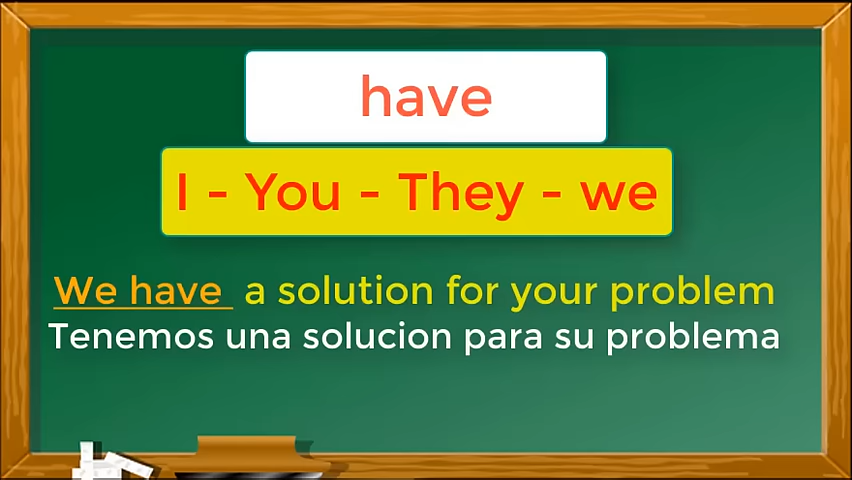 have
I - You - They - we
We have a solution for your problem
Tenemos una solucion para su problema